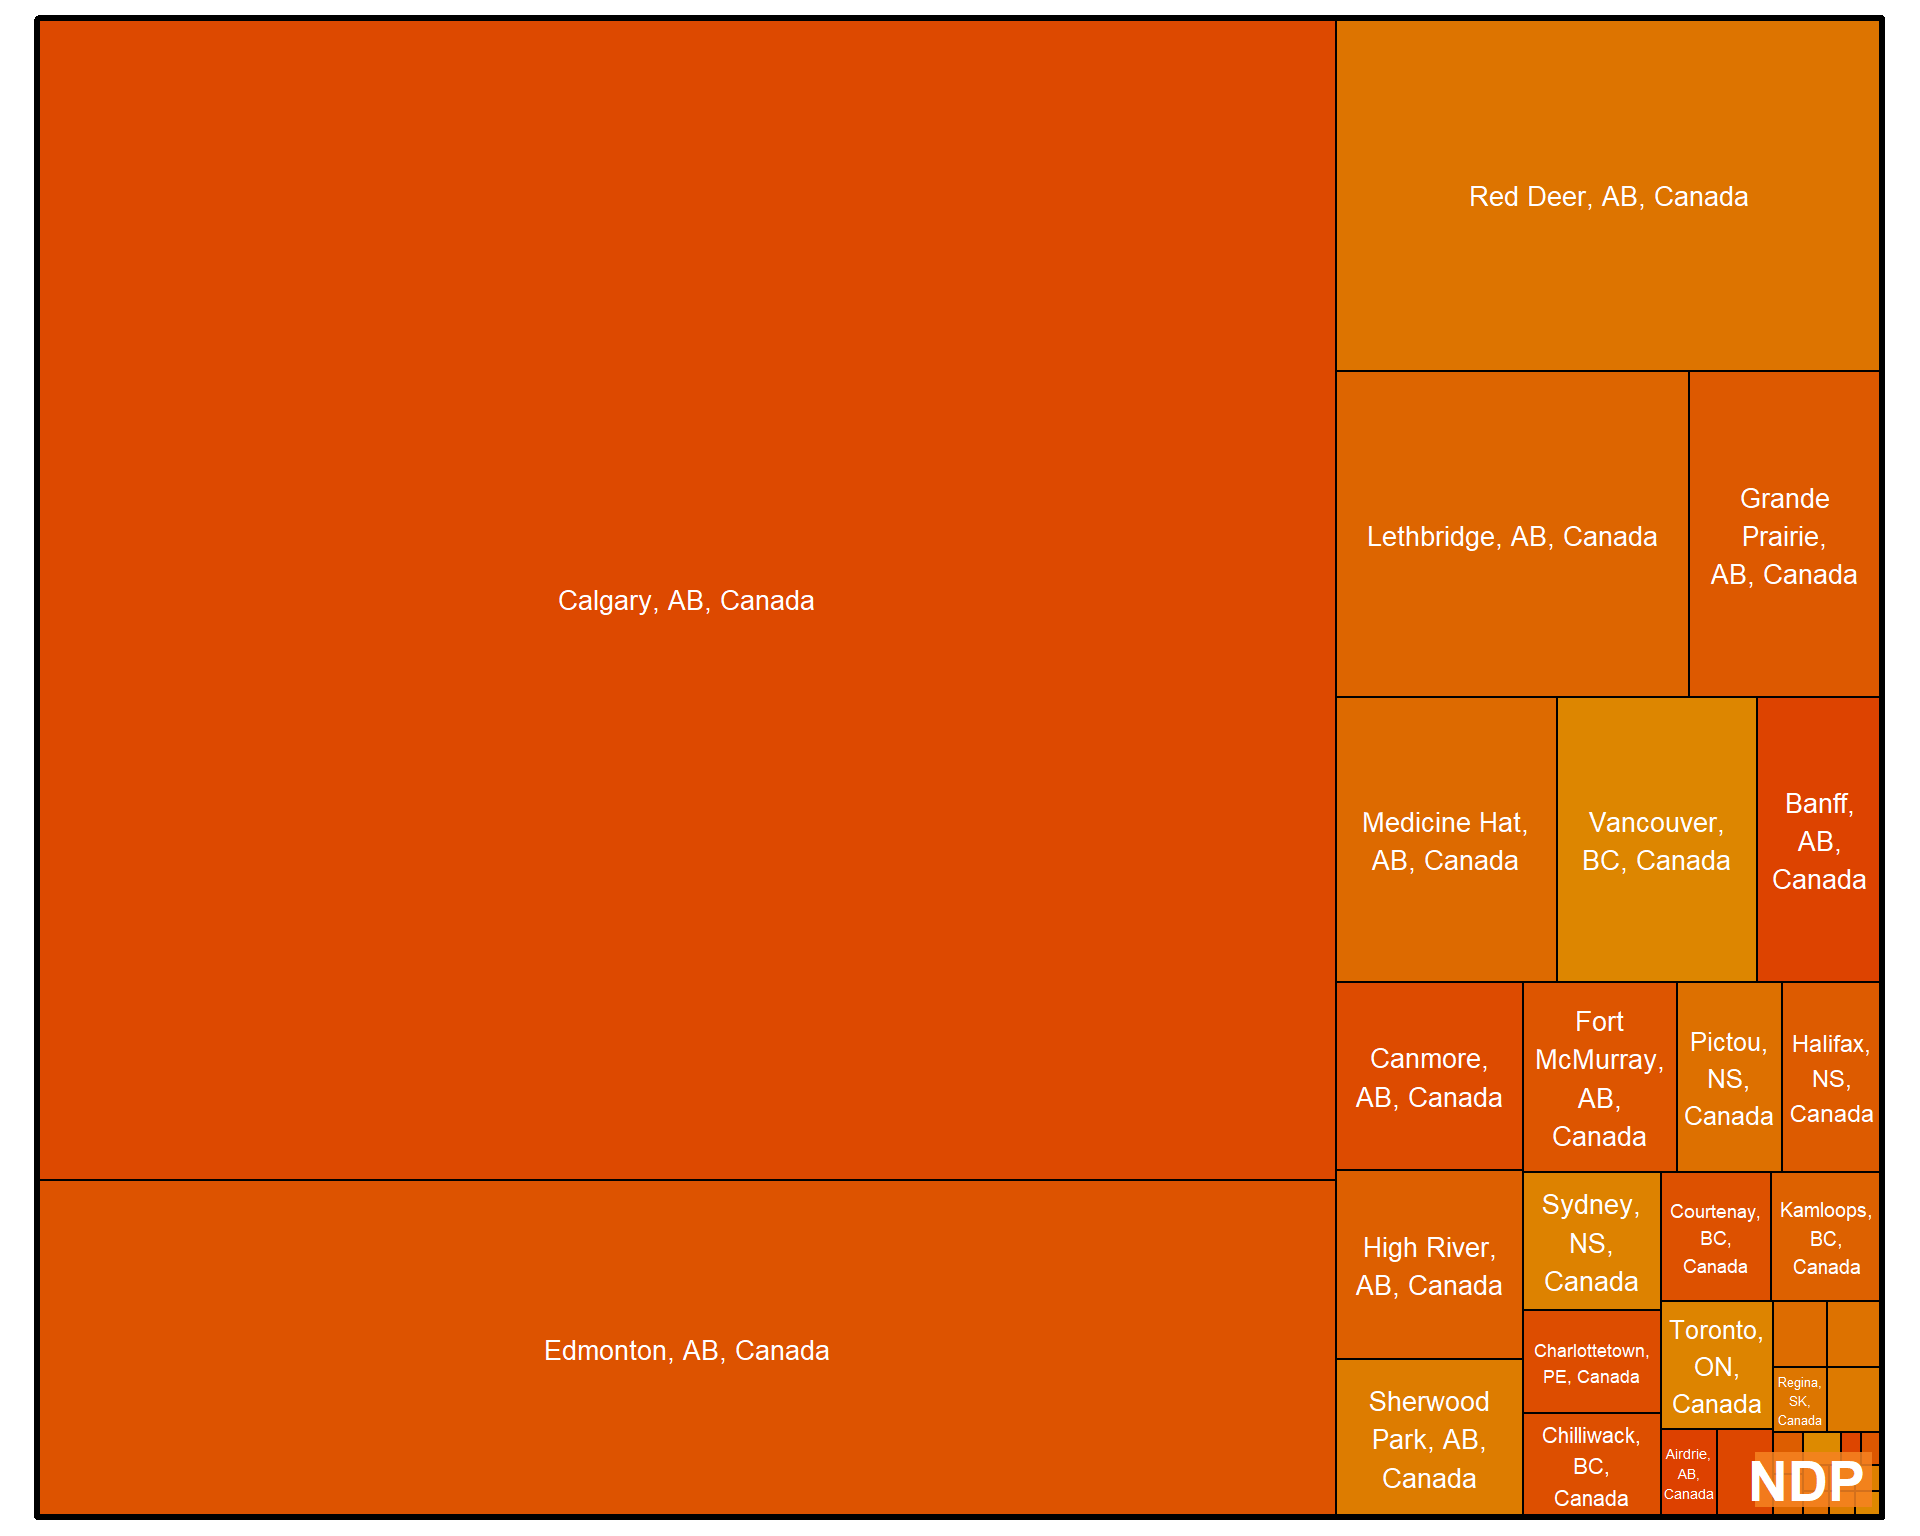 Calgary, AB, Canada
Edmonton, AB, Canada
Red Deer, AB, Canada
Lethbridge, AB, Canada
Grande
Prairie,
AB, Canada
Medicine Hat,
AB, Canada
Vancouver,
BC, Canada
Banff,
AB,
Canada
Canmore,
AB, Canada
Fort
McMurray,
AB,
Canada
Pictou,
NS,
Canada
Halifax,
NS,
Canada
High River,
AB, Canada
Sydney,
NS,
Canada
Courtenay,
BC,
Canada
Kamloops,
BC,
Canada
Sherwood
Park, AB,
Canada
Charlottetown,
PE, Canada
Toronto,
ON,
Canada
Regina,
SK,
Canada
Chilliwack,
BC,
Canada
Airdrie,
AB,
Canada
NDP